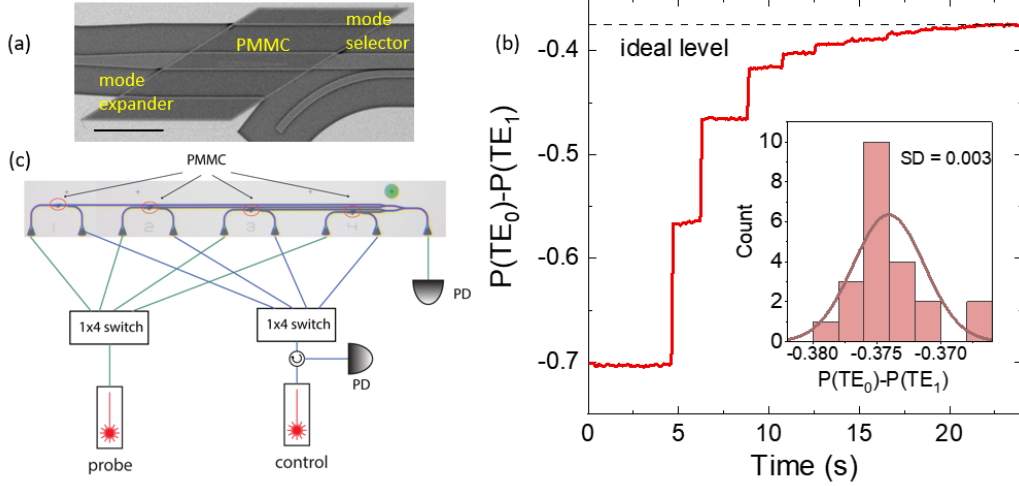 (a)
mode
selector
PMMC
mode
expander
(c)
PMMC
1 2 3 4
PD
1x4 switch
1x4 switch
PD
probe
control
(b)
P(TE₀)-P(TE₁)
-0.4
-0.5
-0.6
-0.7
ideal level
Count
10
8
6
4
2
0
SD = 0.003
-0.380 -0.375 -0.370
P(TE₀)-P(TE₁)
0 5 10 15 20
Time (s)